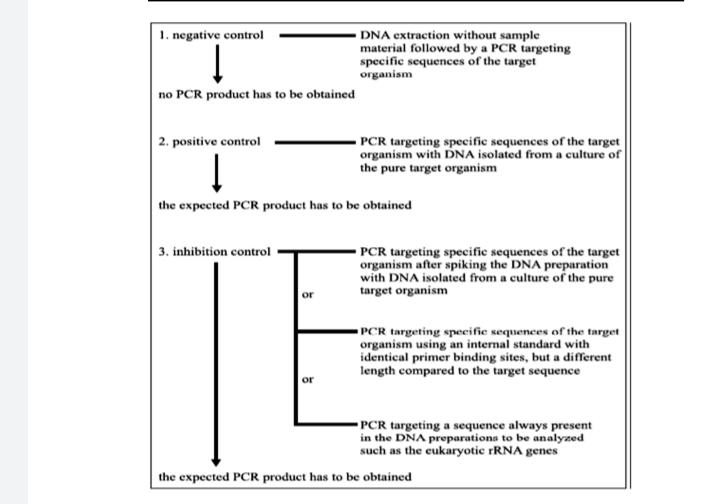 1. negative control
DNA extraction without sample
material followed by a PCR targeting
specific sequences of the target
organism
no PCR product has to be obtained
2. positive control
PCR targeting specific sequences of the target
organism with DNA isolated from a culture of
the pure target organism
the expected PCR product has to be obtained
3. inhibition control
PCR targeting specific sequences of the target
organism after spiking the DNA preparation
with DNA isolated from a culture of the pure
target organism
or
PCR targeting specific sequences of the target
organism using an internal standard with
identical primer binding sites, but a different
length compared to the target sequence
or
PCR targeting a sequence always present
in the DNA preparations to be analyzed
such as the eukaryotic rRNA genes
the expected PCR product has to be obtained